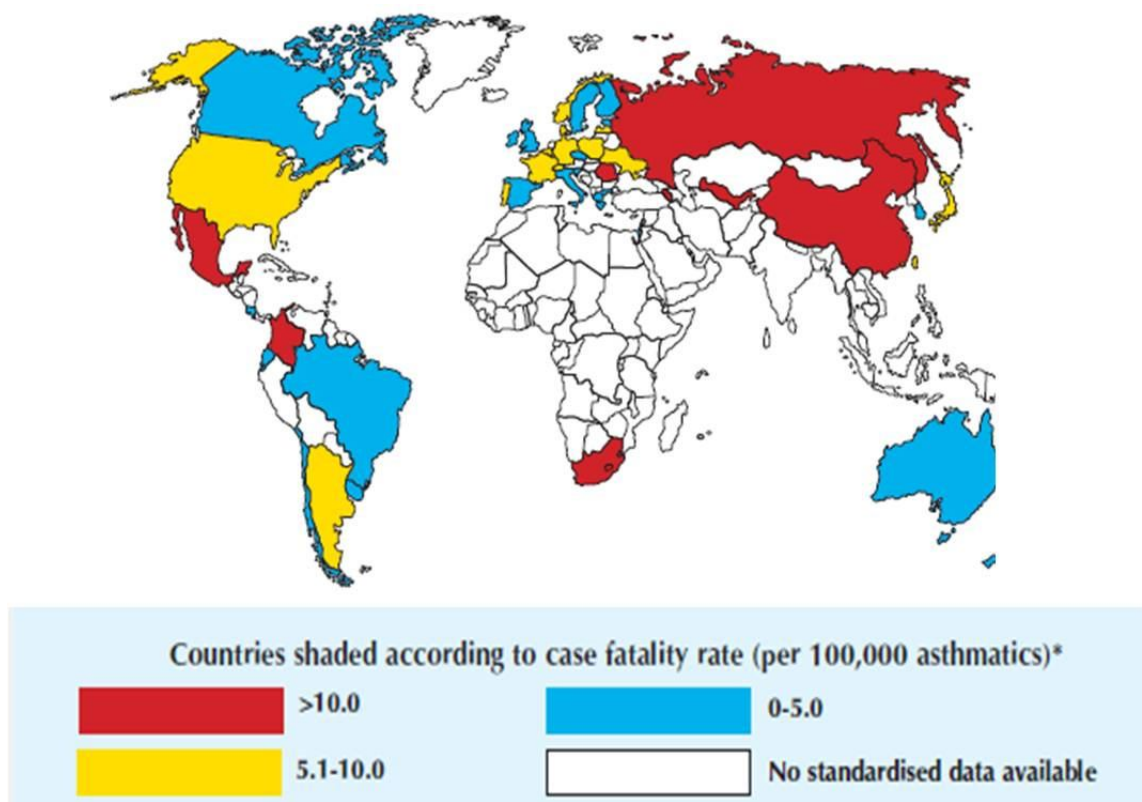 Countries shaded according to case fatality rate (per 100,000 asthmatics)*
>10.0
0-5.0
5.1-10.0
No standardised data available